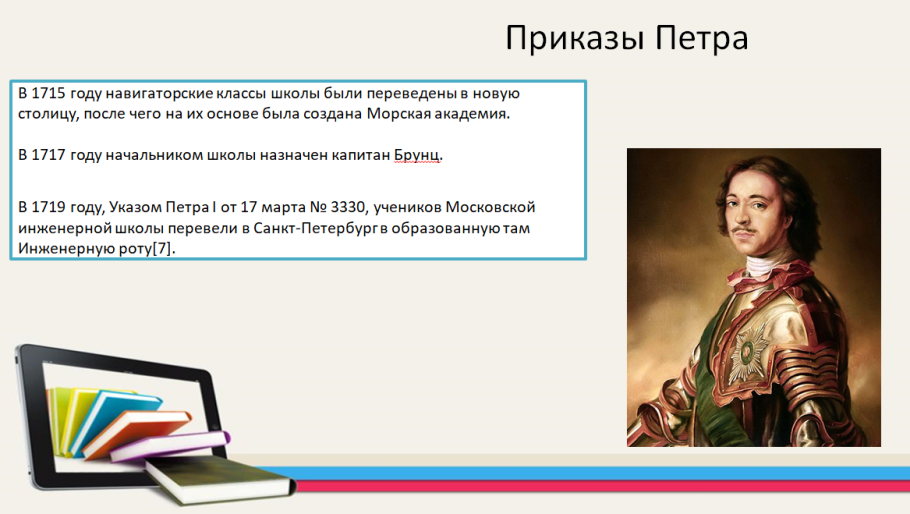 Приказы Петра
В 1715 году навигаторские классы школы были переведены в новую
столицу, после чего на их основе была создана Морская академия.
В 1717 году начальником школы назначен капитан Брунц.
В 1719 году, Указом Петра I от 17 марта № 3330, учеников Московской
инженерной школы перевели в Санкт-Петербург в образованную там
Инженерную роту[7].